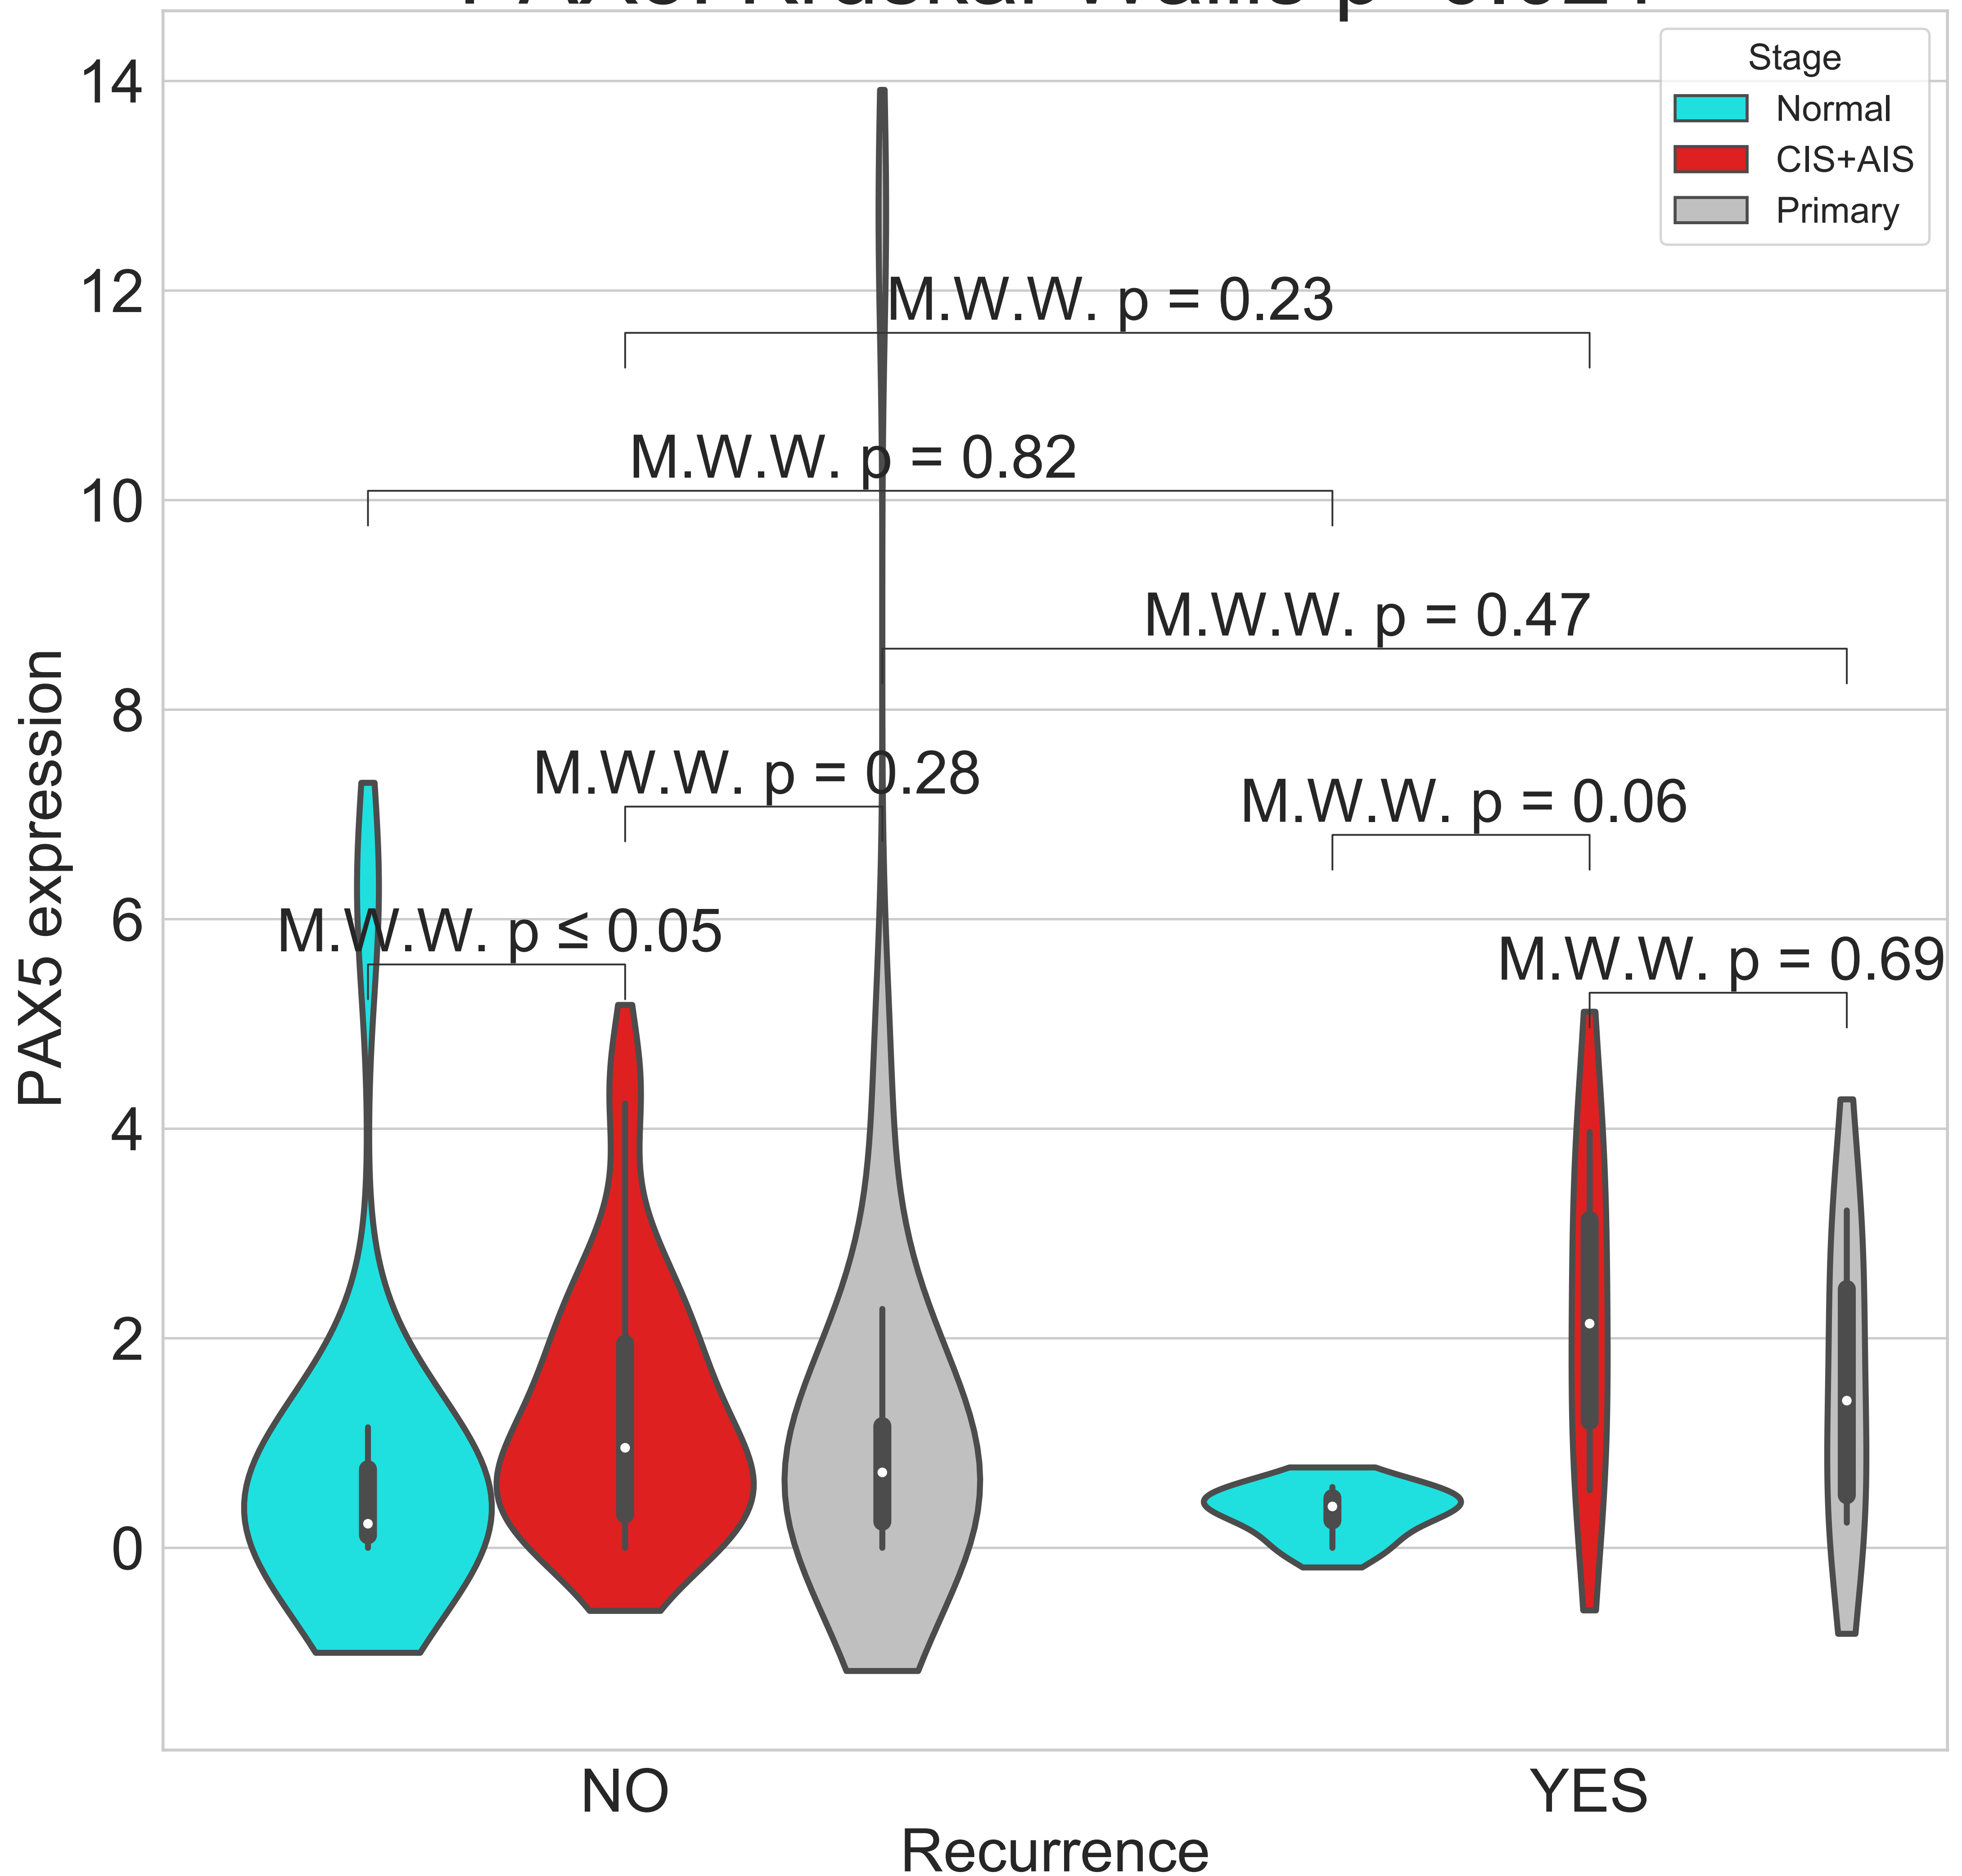 Stage
Normal
CIS+AIS
Primary
14
12
10
8
6
4
2
0
PAX5 expression
M.W.W. p = 0.23
M.W.W. p = 0.82
M.W.W. p = 0.47
M.W.W. p = 0.28
M.W.W. p = 0.06
M.W.W. p ≤ 0.05
M.W.W. p = 0.69
NO
YES
Recurrence